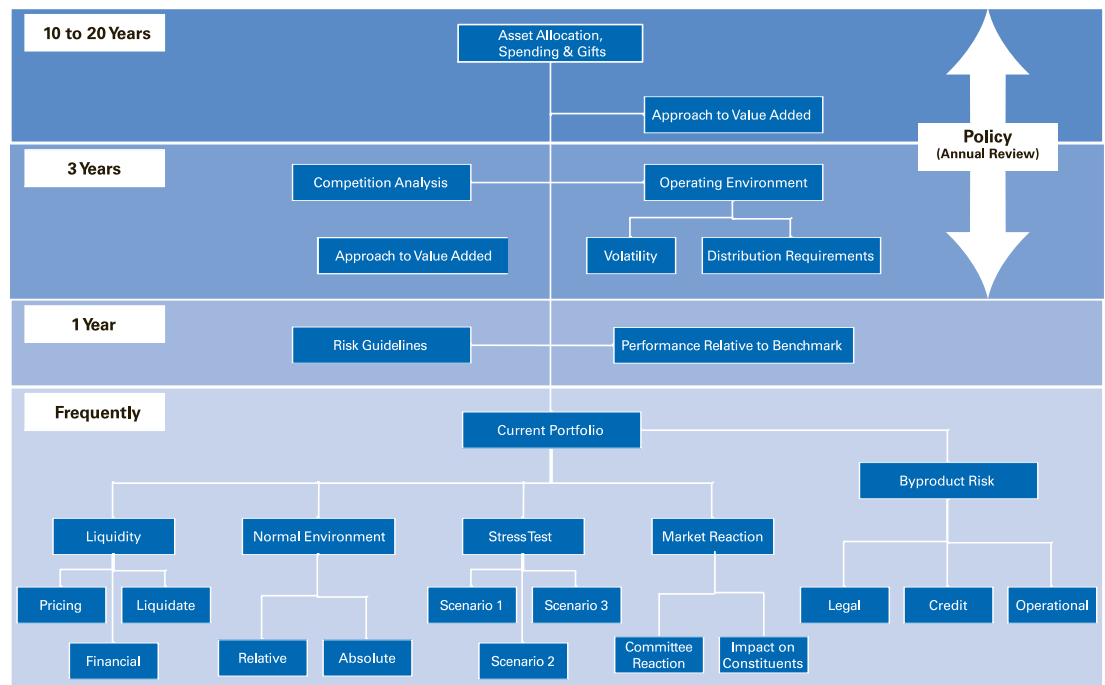 10 to 20 Years
Asset Allocation,
Spending & Gifts
Approach to Value Added
Policy
(Annual Review)
3 Years
Competition Analysis
Operating Environment
Approach to Value Added
Volatility
Distribution Requirements
1 Year
Risk Guidelines
Performance Relative to Benchmark
Frequently
Current Portfolio
Byproduct Risk
Liquidity
Normal Environment
Stress Test
Market Reaction
Pricing
Liquidate
Scenario 1
Scenario 3
Legal
Credit
Operational
Financial
Relative
Absolute
Scenario 2
Committee
Reaction
Impact on
Constituents